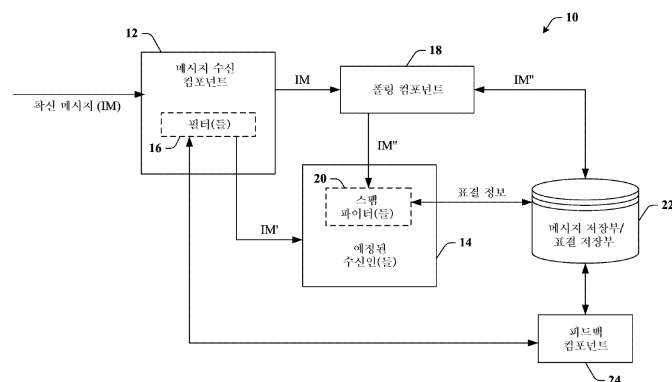 10
12
메시지 수신
컴포넌트
18
폴링 컴포넌트
IM
IM"
착신 메시지 (IM)
필터(들)
16
IM"
20
스팸
파이터(들)
표결 정보
메시지 저장부/
표결 저장부
22
IM'
예정된
수신인(들)
14
피드백
컴포넌트
24